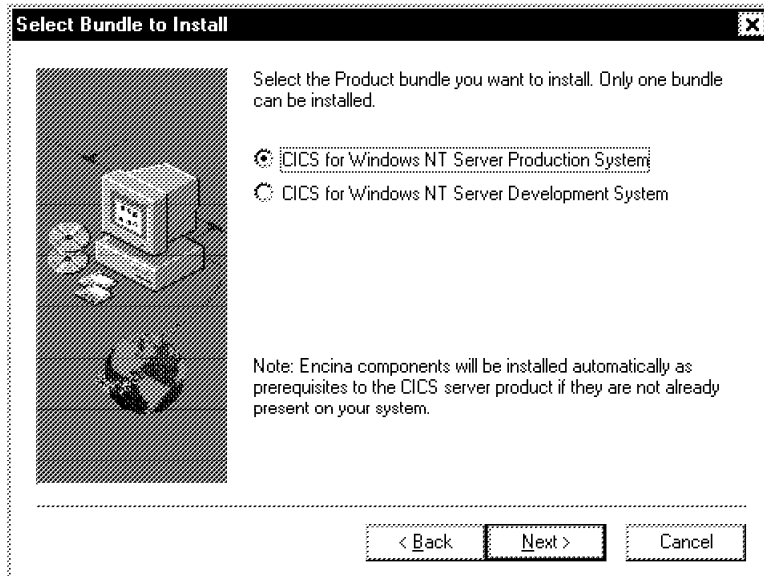 Select Bundle to Install
Select the Product bundle you want to install. Only one bundle
can be installed.
CICS for Windows NT Server Production System
CICS for Windows NT Server Development System
Note: Encina components will be installed automatically as
prerequisites to the CICS server product if they are not already
present on your system.
< Back
Next >
Cancel